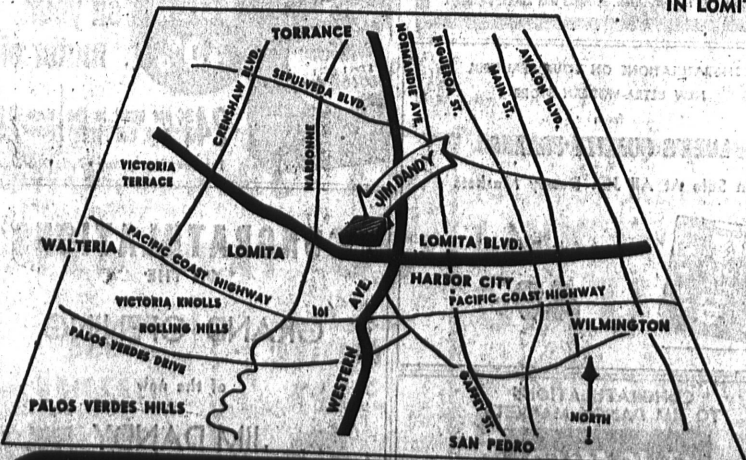 IN LOMIT
TORRANCE
CRENSHAW BLVD.
SEPULVEDA BLVD.
NARBONNE
NORMANDIE AVE.
FIGUEROA ST.
MAIN ST.
AVALON BLVD.
VICTORIA
TERRACE
JIM DANDY
WALTERIA
PACIFIC COAST HIGHWAY
LOMITA
LOMITA BLVD.
HARBOR CITY
VICTORIA KNOLLS
101
WESTERN AVE.
PACIFIC COAST HIGHWAY
ROLLING HILLS
WILMINGTON
PALOS VERDES DRIVE
PALOS VERDES HILLS
GAFFEY ST.
NORTH
SAN PEDRO